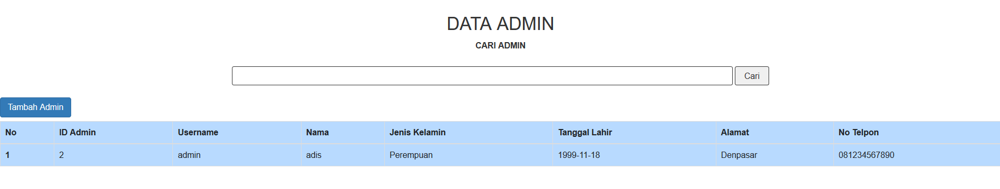 DATA ADMIN
CARI ADMIN
Cari
Tambah Admin
No ID Admin Username Nama Jenis Kelamin Tanggal Lahir Alamat No Telpon
1 2 admin adis Perempuan 1999-11-18 Denpasar 081234567890